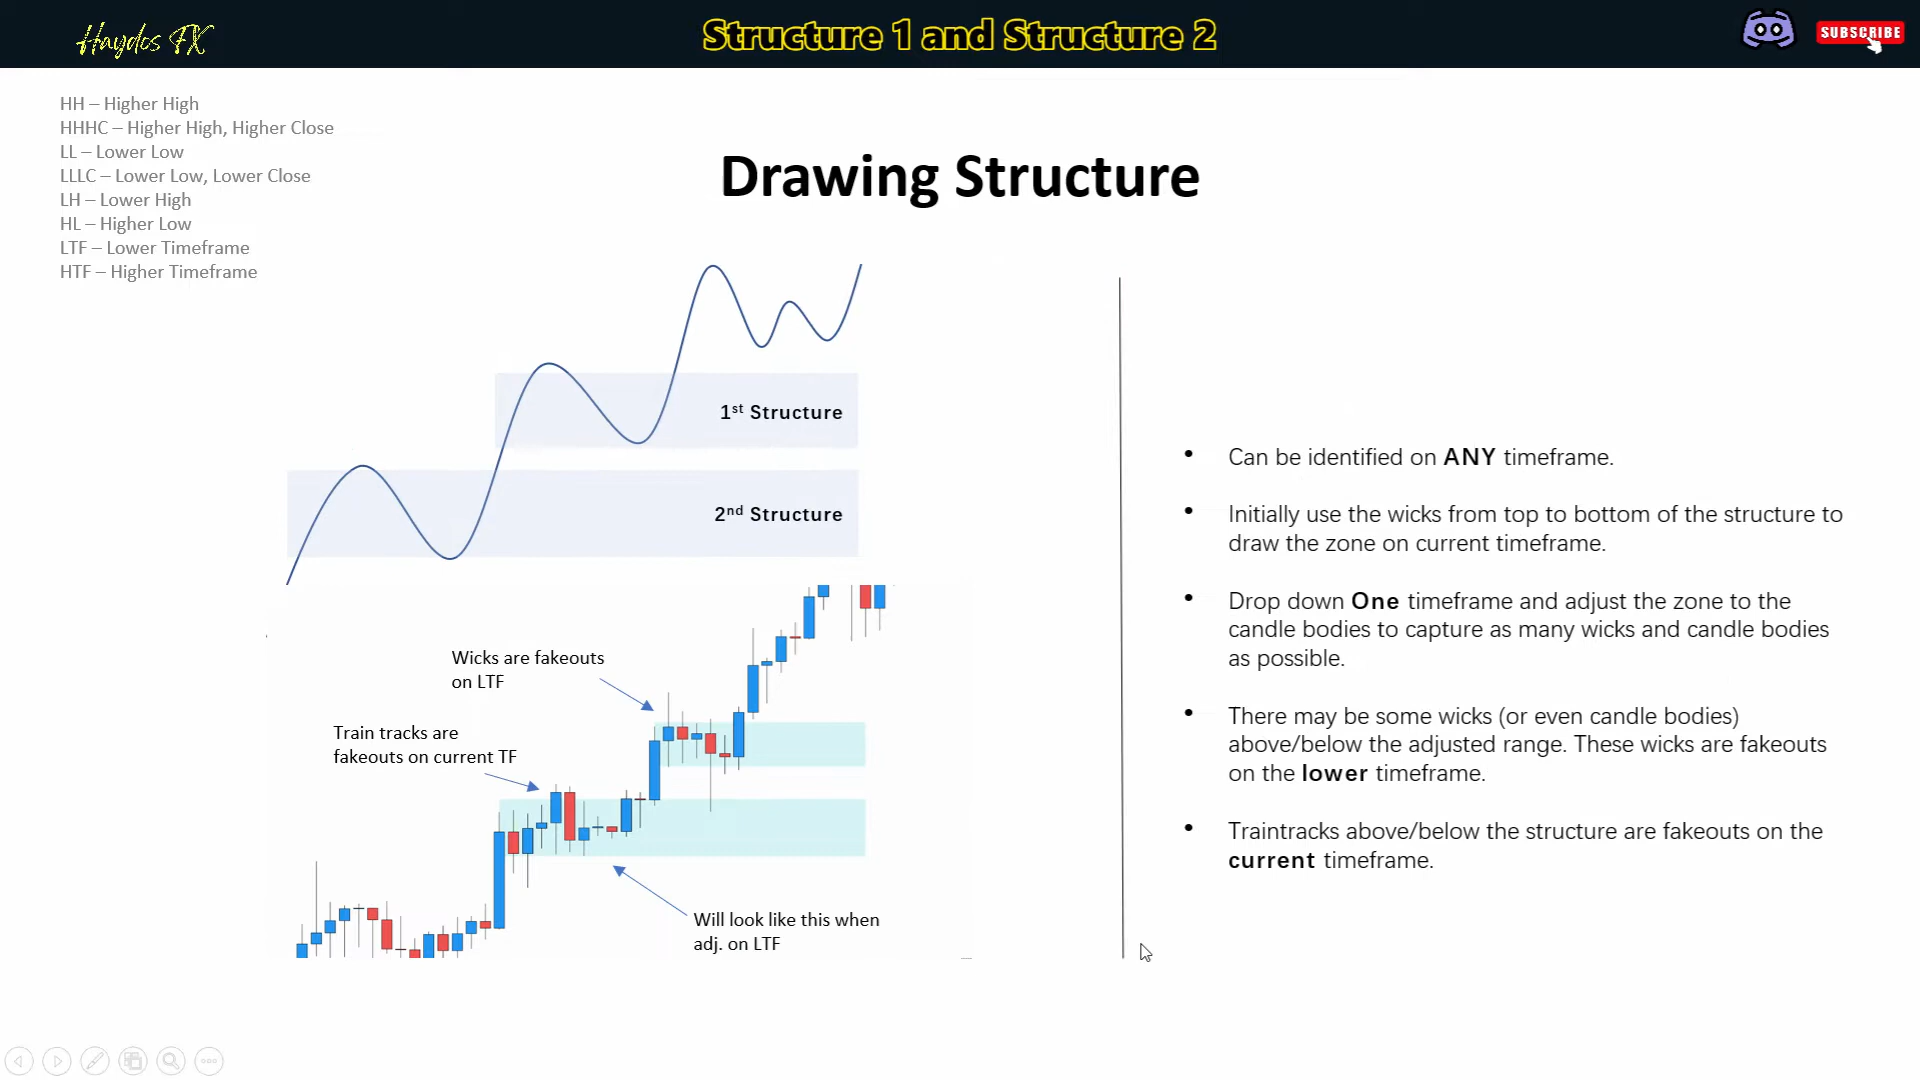 Haydos FX
Structure 1 and Structure 2
SUBSCRIBE
HH – Higher High
HHHC – Higher High, Higher Close
LL – Lower Low
LLLC – Lower Low, Lower Close
LH – Lower High
HL – Higher Low
LTF – Lower Timeframe
HTF – Higher Timeframe
Drawing Structure
1st Structure
2nd Structure
Wicks are fakeouts
on LTF
Train tracks are
fakeouts on current TF
Will look like this when
adj. on LTF
• Can be identified on ANY timeframe.
• Initially use the wicks from top to bottom of the structure to
draw the zone on current timeframe.
• Drop down One timeframe and adjust the zone to the
candle bodies to capture as many wicks and candle bodies
as possible.
• There may be some wicks (or even candle bodies)
above/below the adjusted range. These wicks are fakeouts
on the lower timeframe.
• Traintracks above/below the structure are fakeouts on the
current timeframe.